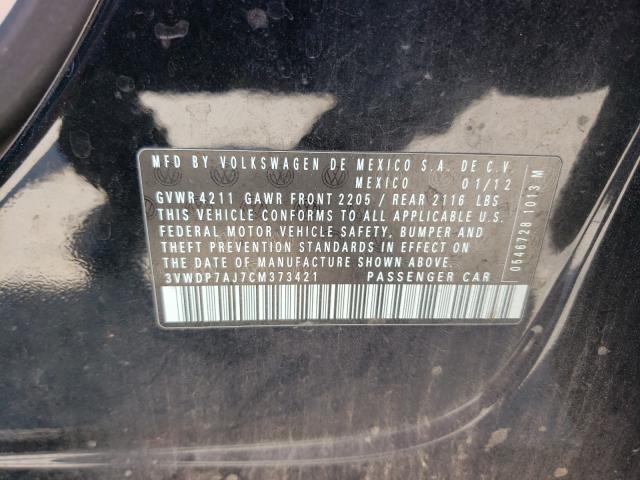 MFD BY VOLKSWAGEN DE MEXICO S.A. DE C.V.
MEXICO 01/12
GVWR 4211 GAWR FRONT 2205 / REAR 2116 LBS
THIS VEHICLE CONFORMS TO ALL APPLICABLE U.S.
FEDERAL MOTOR VEHICLE SAFETY, BUMPER AND
THEFT PREVENTION STANDARDS IN EFFECT ON
THE DATE OF MANUFACTURE SHOWN ABOVE.
3VWDP7AJ7CM373421 PASSENGER CAR
0546728 1013 M